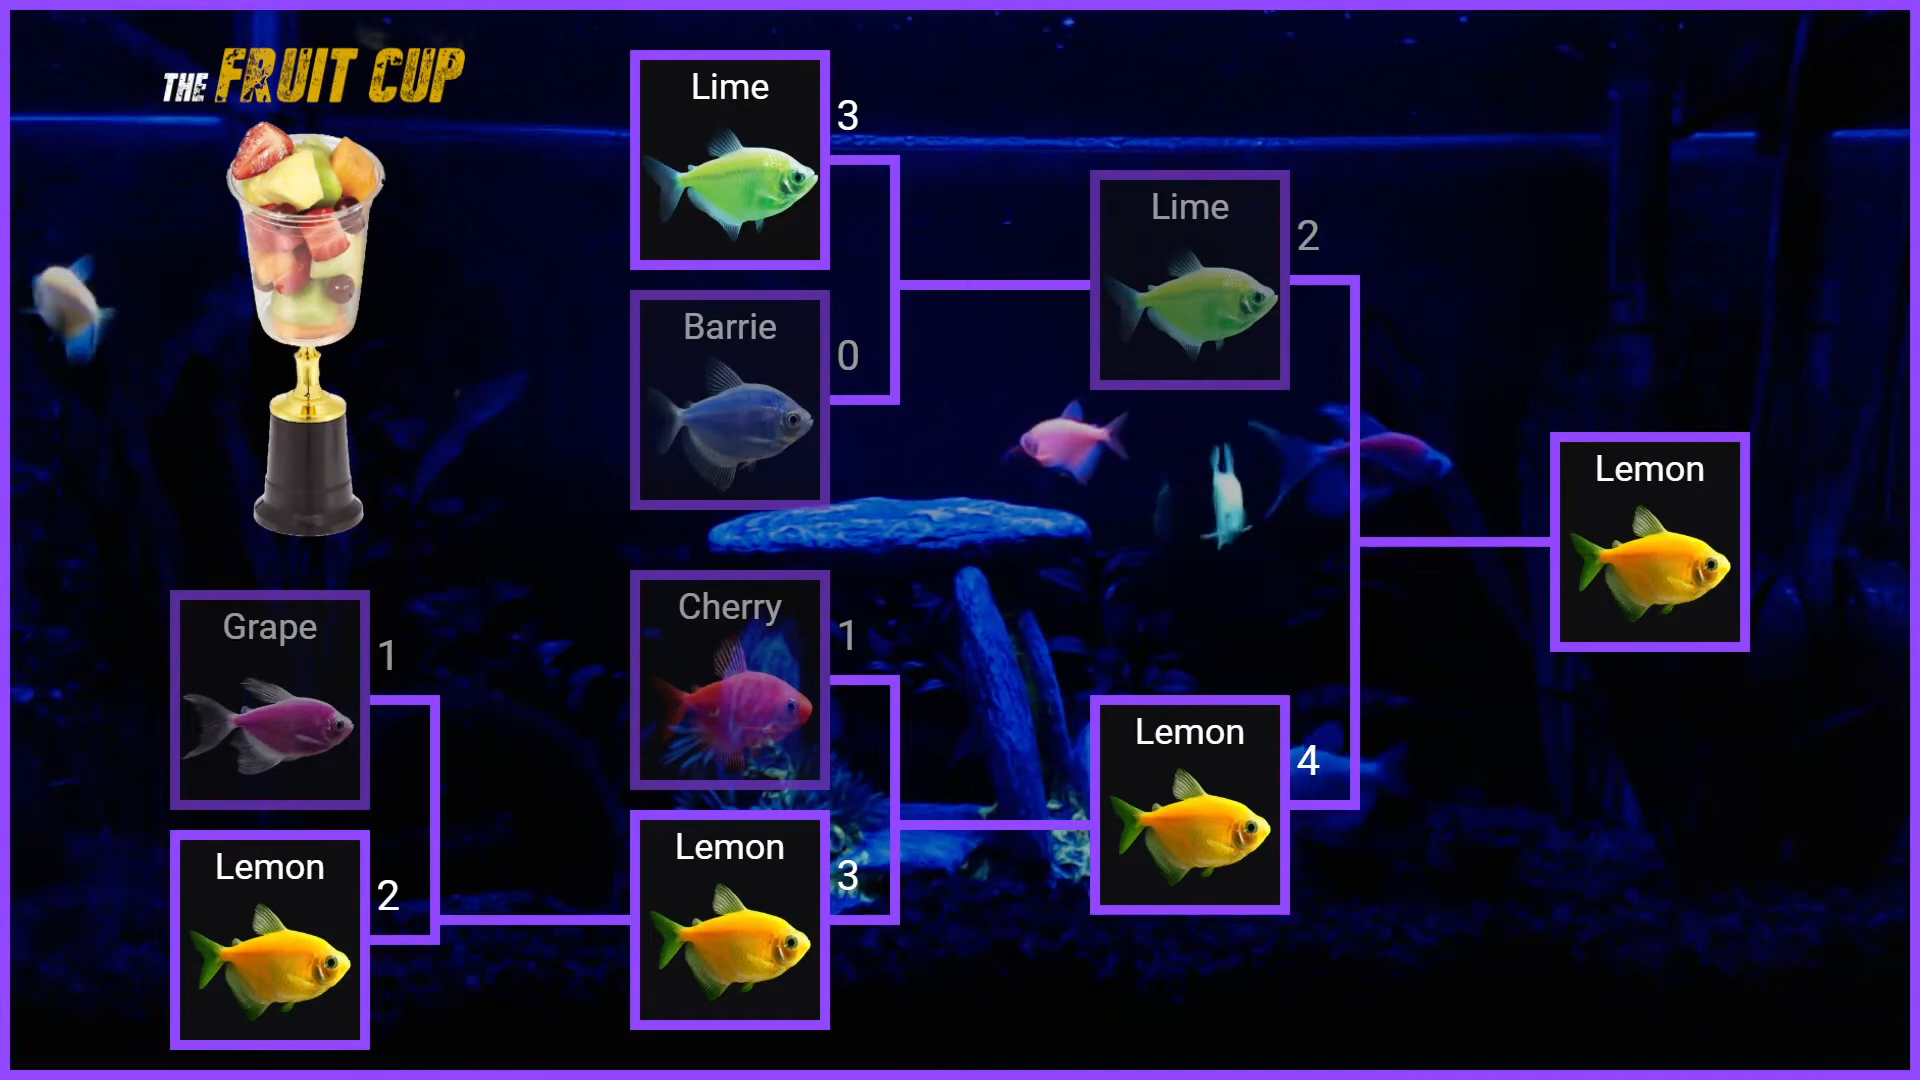 THE FRUIT CUP
Lime
3
Barrie
0
Lime
2
Lemon
Grape
1
Lemon
2
Cherry
1
Lemon
3
Lemon
4